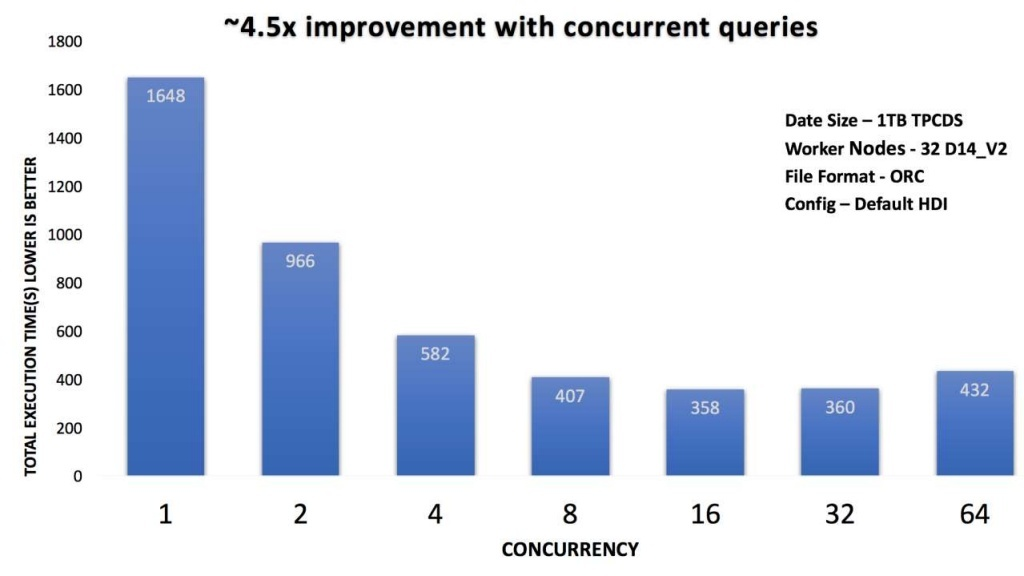 ~4.5x improvement with concurrent queries
1800
1600
1400
1200
1000
800
600
400
200
0
TOTAL EXECUTION TIME(S) LOWER IS BETTER
1648
966
582
407
358
360
432
Date Size – 1TB TPCDS
Worker Nodes - 32 D14_V2
File Format - ORC
Config – Default HDI
1 2 4 8 16 32 64
CONCURRENCY